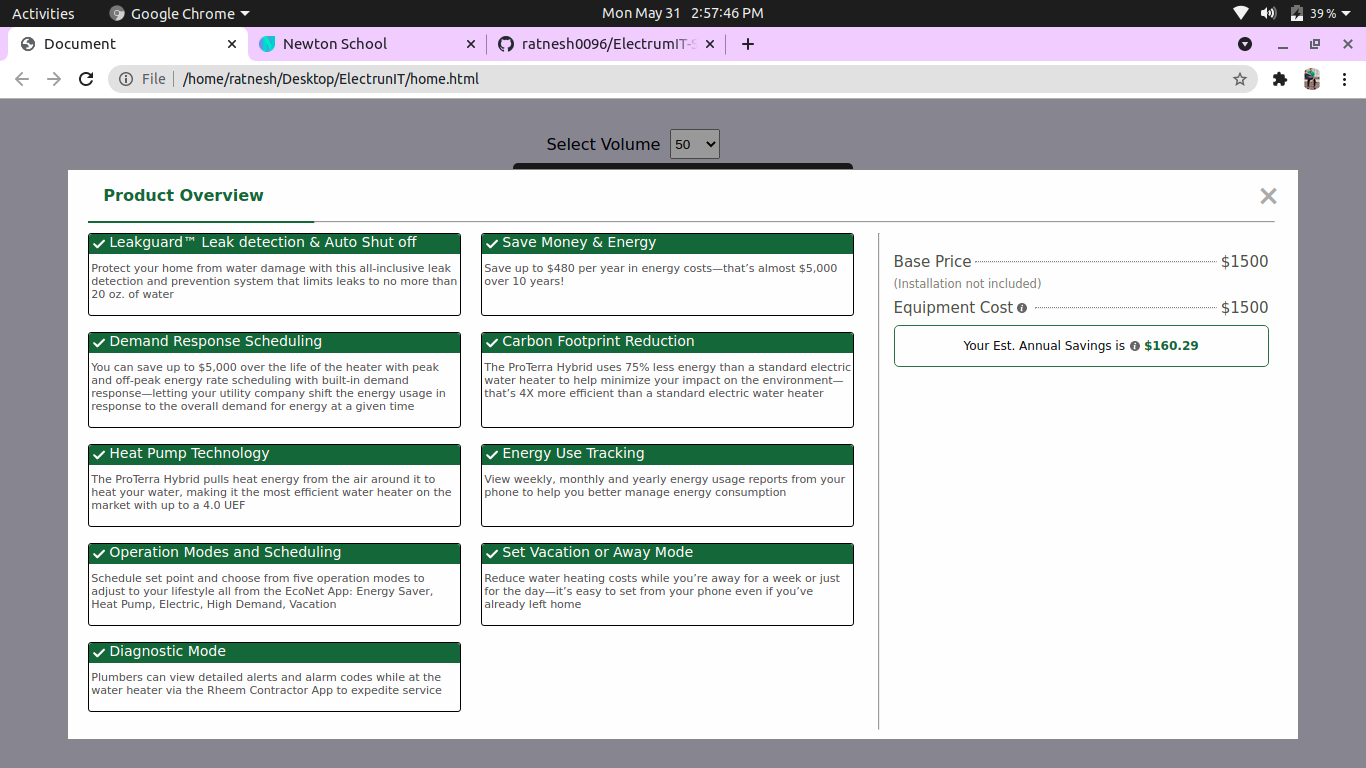 Activities
Google Chrome
Mon May 31 2:57:46 PM
39 %
Document
Newton School
ratnesh0096/ElectrumIT-S
File
/home/ratnesh/Desktop/ElectrunIT/home.html
Select Volume 50
Product Overview
Leakguard™ Leak detection & Auto Shut off
Protect your home from water damage with this all-inclusive leak
detection and prevention system that limits leaks to no more than
20 oz. of water
Save Money & Energy
Save up to $480 per year in energy costs—that’s almost $5,000
over 10 years!
Demand Response Scheduling
You can save up to $5,000 over the life of the heater with peak
and off-peak energy rate scheduling with built-in demand
response—letting your utility company shift the energy usage in
response to the overall demand for energy at a given time
Carbon Footprint Reduction
The ProTerra Hybrid uses 75% less energy than a standard electric
water heater to help minimize your impact on the environment—
that’s 4X more efficient than a standard electric water heater
Heat Pump Technology
The ProTerra Hybrid pulls heat energy from the air around it to
heat your water, making it the most efficient water heater on the
market with up to a 4.0 UEF
Energy Use Tracking
View weekly, monthly and yearly energy usage reports from your
phone to help you better manage energy consumption
Operation Modes and Scheduling
Schedule set point and choose from five operation modes to
adjust to your lifestyle all from the EcoNet App: Energy Saver,
Heat Pump, Electric, High Demand, Vacation
Set Vacation or Away Mode
Reduce water heating costs while you’re away for a week or just
for the day—it’s easy to set from your phone even if you’ve
already left home
Diagnostic Mode
Plumbers can view detailed alerts and alarm codes while at the
water heater via the Rheem Contractor App to expedite service
Base Price $1500
(Installation not included)
Equipment Cost $1500
Your Est. Annual Savings is $160.29